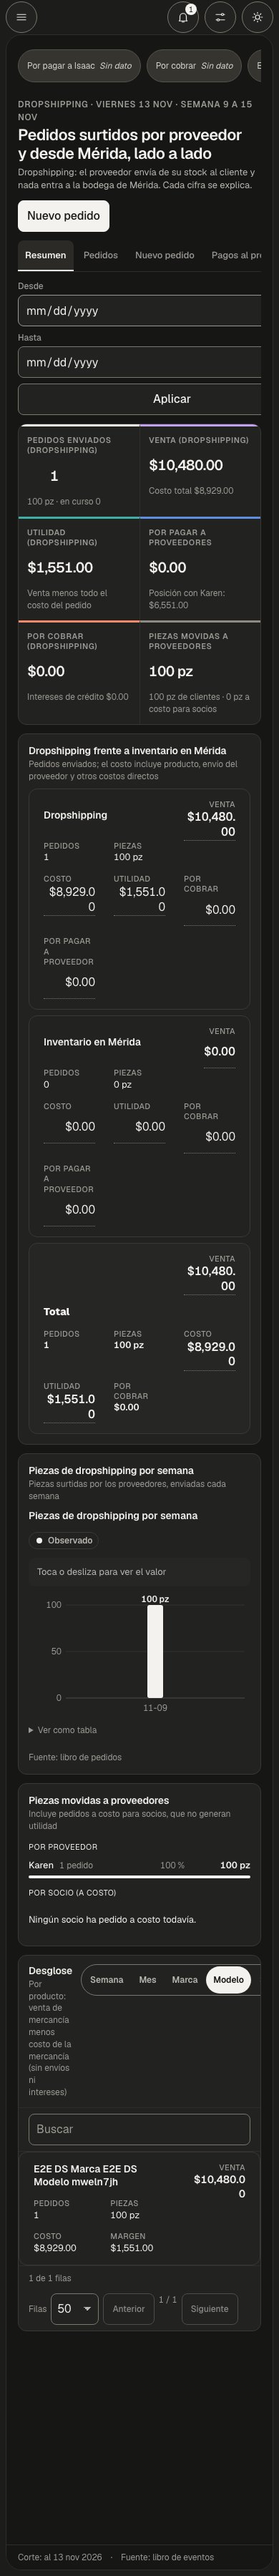 1
Por pagar a Isaac Sin dato
Por cobrar Sin dato
DROPSHIPPING · VIERNES 13 NOV · SEMANA 9 A 15
NOV
Pedidos surtidos por proveedor
y desde Mérida, lado a lado
Dropshipping: el proveedor envía de su stock al cliente y
nada entra a la bodega de Mérida. Cada cifra se explica.
Nuevo pedido
Resumen Pedidos Nuevo pedido Pagos al pro
Desde
mm/dd/yyyy
Hasta
mm/dd/yyyy
Aplicar
PEDIDOS ENVIADOS
(DROPSHIPPING)
1
100 pz · en curso 0
VENTA (DROPSHIPPING)
$10,480.00
Costo total $8,929.00
UTILIDAD
(DROPSHIPPING)
$1,551.00
Venta menos todo el
costo del pedido
POR PAGAR A
PROVEEDORES
$0.00
Posición con Karen:
$6,551.00
POR COBRAR
(DROPSHIPPING)
$0.00
Intereses de crédito $0.00
PIEZAS MOVIDAS A
PROVEEDORES
100 pz
100 pz de clientes · 0 pz a
costo para socios
Dropshipping frente a inventario en Mérida
Pedidos enviados; el costo incluye producto, envío del
proveedor y otros costos directos
Dropshipping
VENTA
$10,480.
00
PEDIDOS
1
PIEZAS
100 pz
COSTO
$8,929.0
0
UTILIDAD
$1,551.0
0
POR
COBRAR
$0.00
POR PAGAR
A
PROVEEDOR
$0.00
Inventario en Mérida
VENTA
$0.00
PEDIDOS
0
PIEZAS
0 pz
COSTO
$0.00
UTILIDAD
$0.00
POR
COBRAR
$0.00
POR PAGAR
A
PROVEEDOR
$0.00
Total
VENTA
$10,480.
00
PEDIDOS
1
PIEZAS
100 pz
COSTO
$8,929.0
0
UTILIDAD
$1,551.0
0
POR
COBRAR
$0.00
Piezas de dropshipping por semana
Piezas surtidas por los proveedores, enviadas cada
semana
Piezas de dropshipping por semana
Observado
Toca o desliza para ver el valor
100 pz
100
50
0
11-09
Ver como tabla
Fuente: libro de pedidos
Piezas movidas a proveedores
Incluye pedidos a costo para socios, que no generan
utilidad
POR PROVEEDOR
Karen 1 pedido 100 % 100 pz
POR SOCIO (A COSTO)
Ningún socio ha pedido a costo todavía.
Desglose
Por
producto:
venta de
mercancía
menos
costo de la
mercancía
(sin envíos
ni
intereses)
Semana Mes Marca Modelo
Buscar
E2E DS Marca E2E DS
Modelo mweln7jh
VENTA
$10,480.0
0
PEDIDOS
1
PIEZAS
100 pz
COSTO
$8,929.00
MARGEN
$1,551.00
1 de 1 filas
Filas 50 Anterior 1 / 1 Siguiente
Corte: al 13 nov 2026 · Fuente: libro de eventos